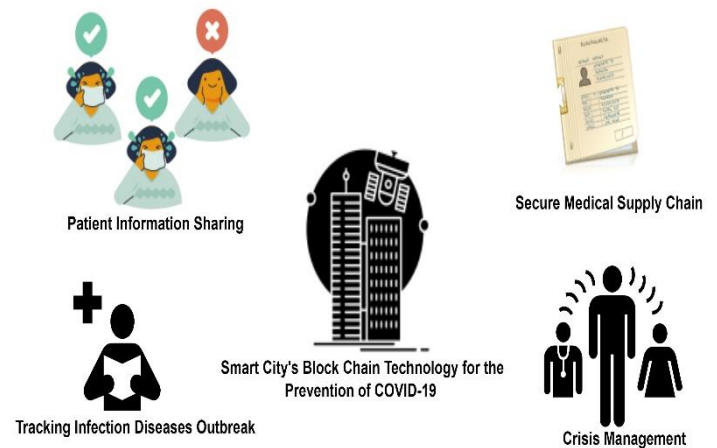 Patient Information Sharing
Secure Medical Supply Chain
Smart City's Block Chain Technology for the
Prevention of COVID-19
Tracking Infection Diseases Outbreak
Crisis Management